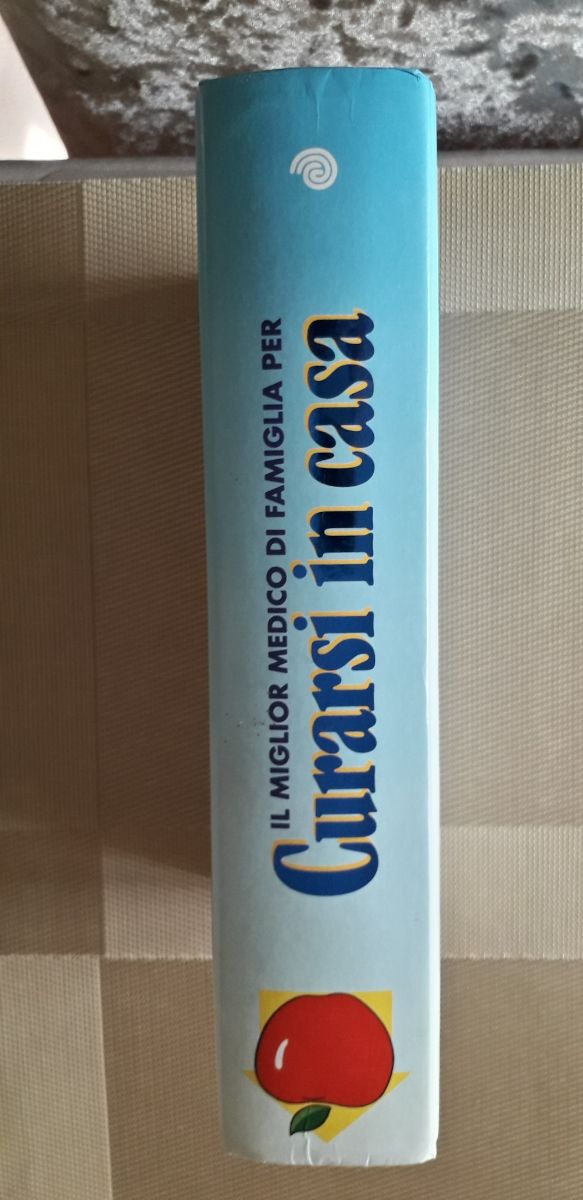 IL MIGLIOR MEDICO DI FAMIGLIA PER
Curarsi in casa